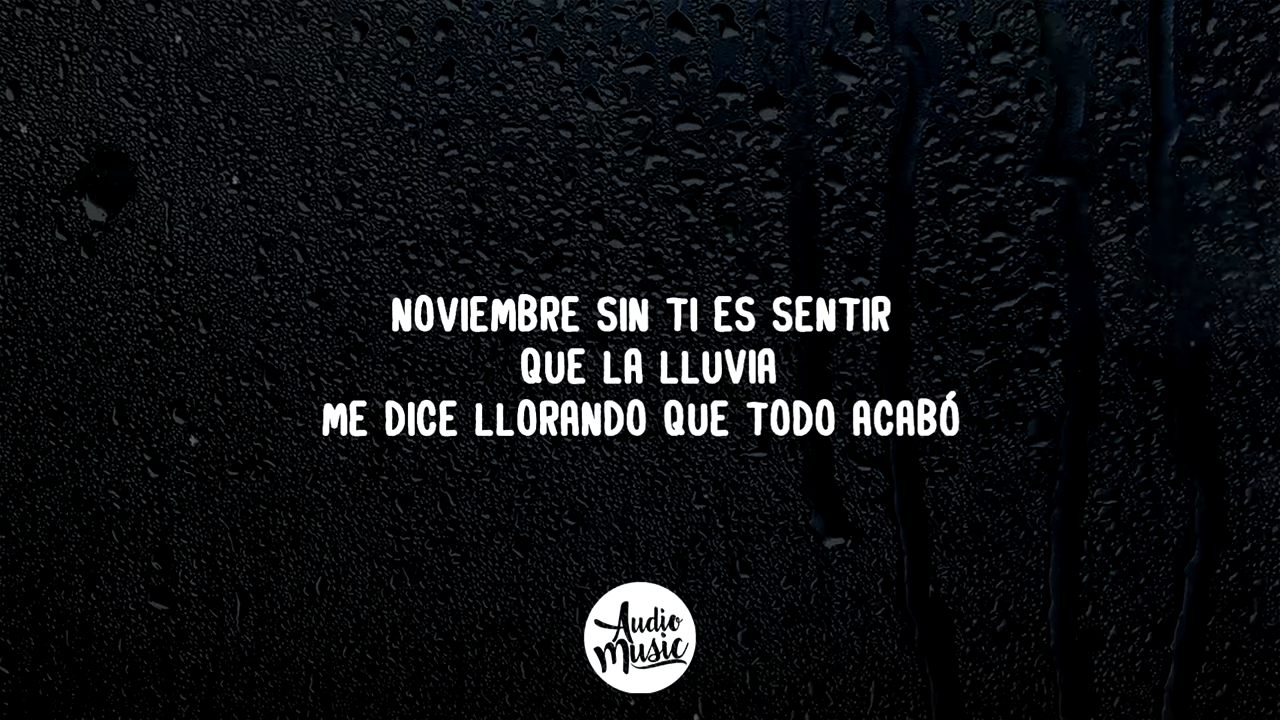 NOVIEMBRE SIN TI ES SENTIR
QUE LA LLUVIA
ME DICE LLORANDO QUE TODO ACABÓ
Audio
Music